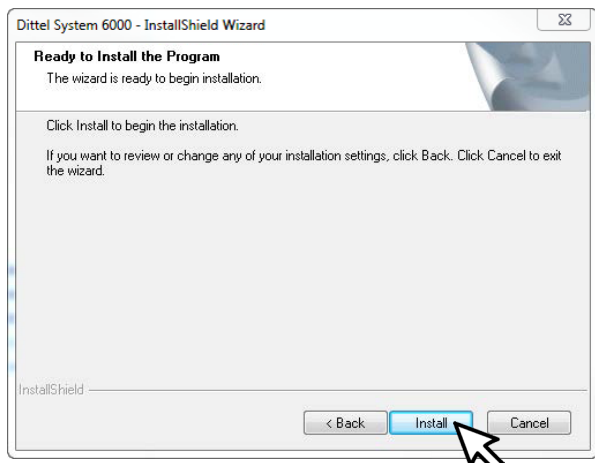 Dittel System 6000 - InstallShield Wizard
Ready to Install the Program
The wizard is ready to begin installation.
Click Install to begin the installation.
If you want to review or change any of your installation settings, click Back. Click Cancel to exit
the wizard.
InstallShield
< Back Install Cancel